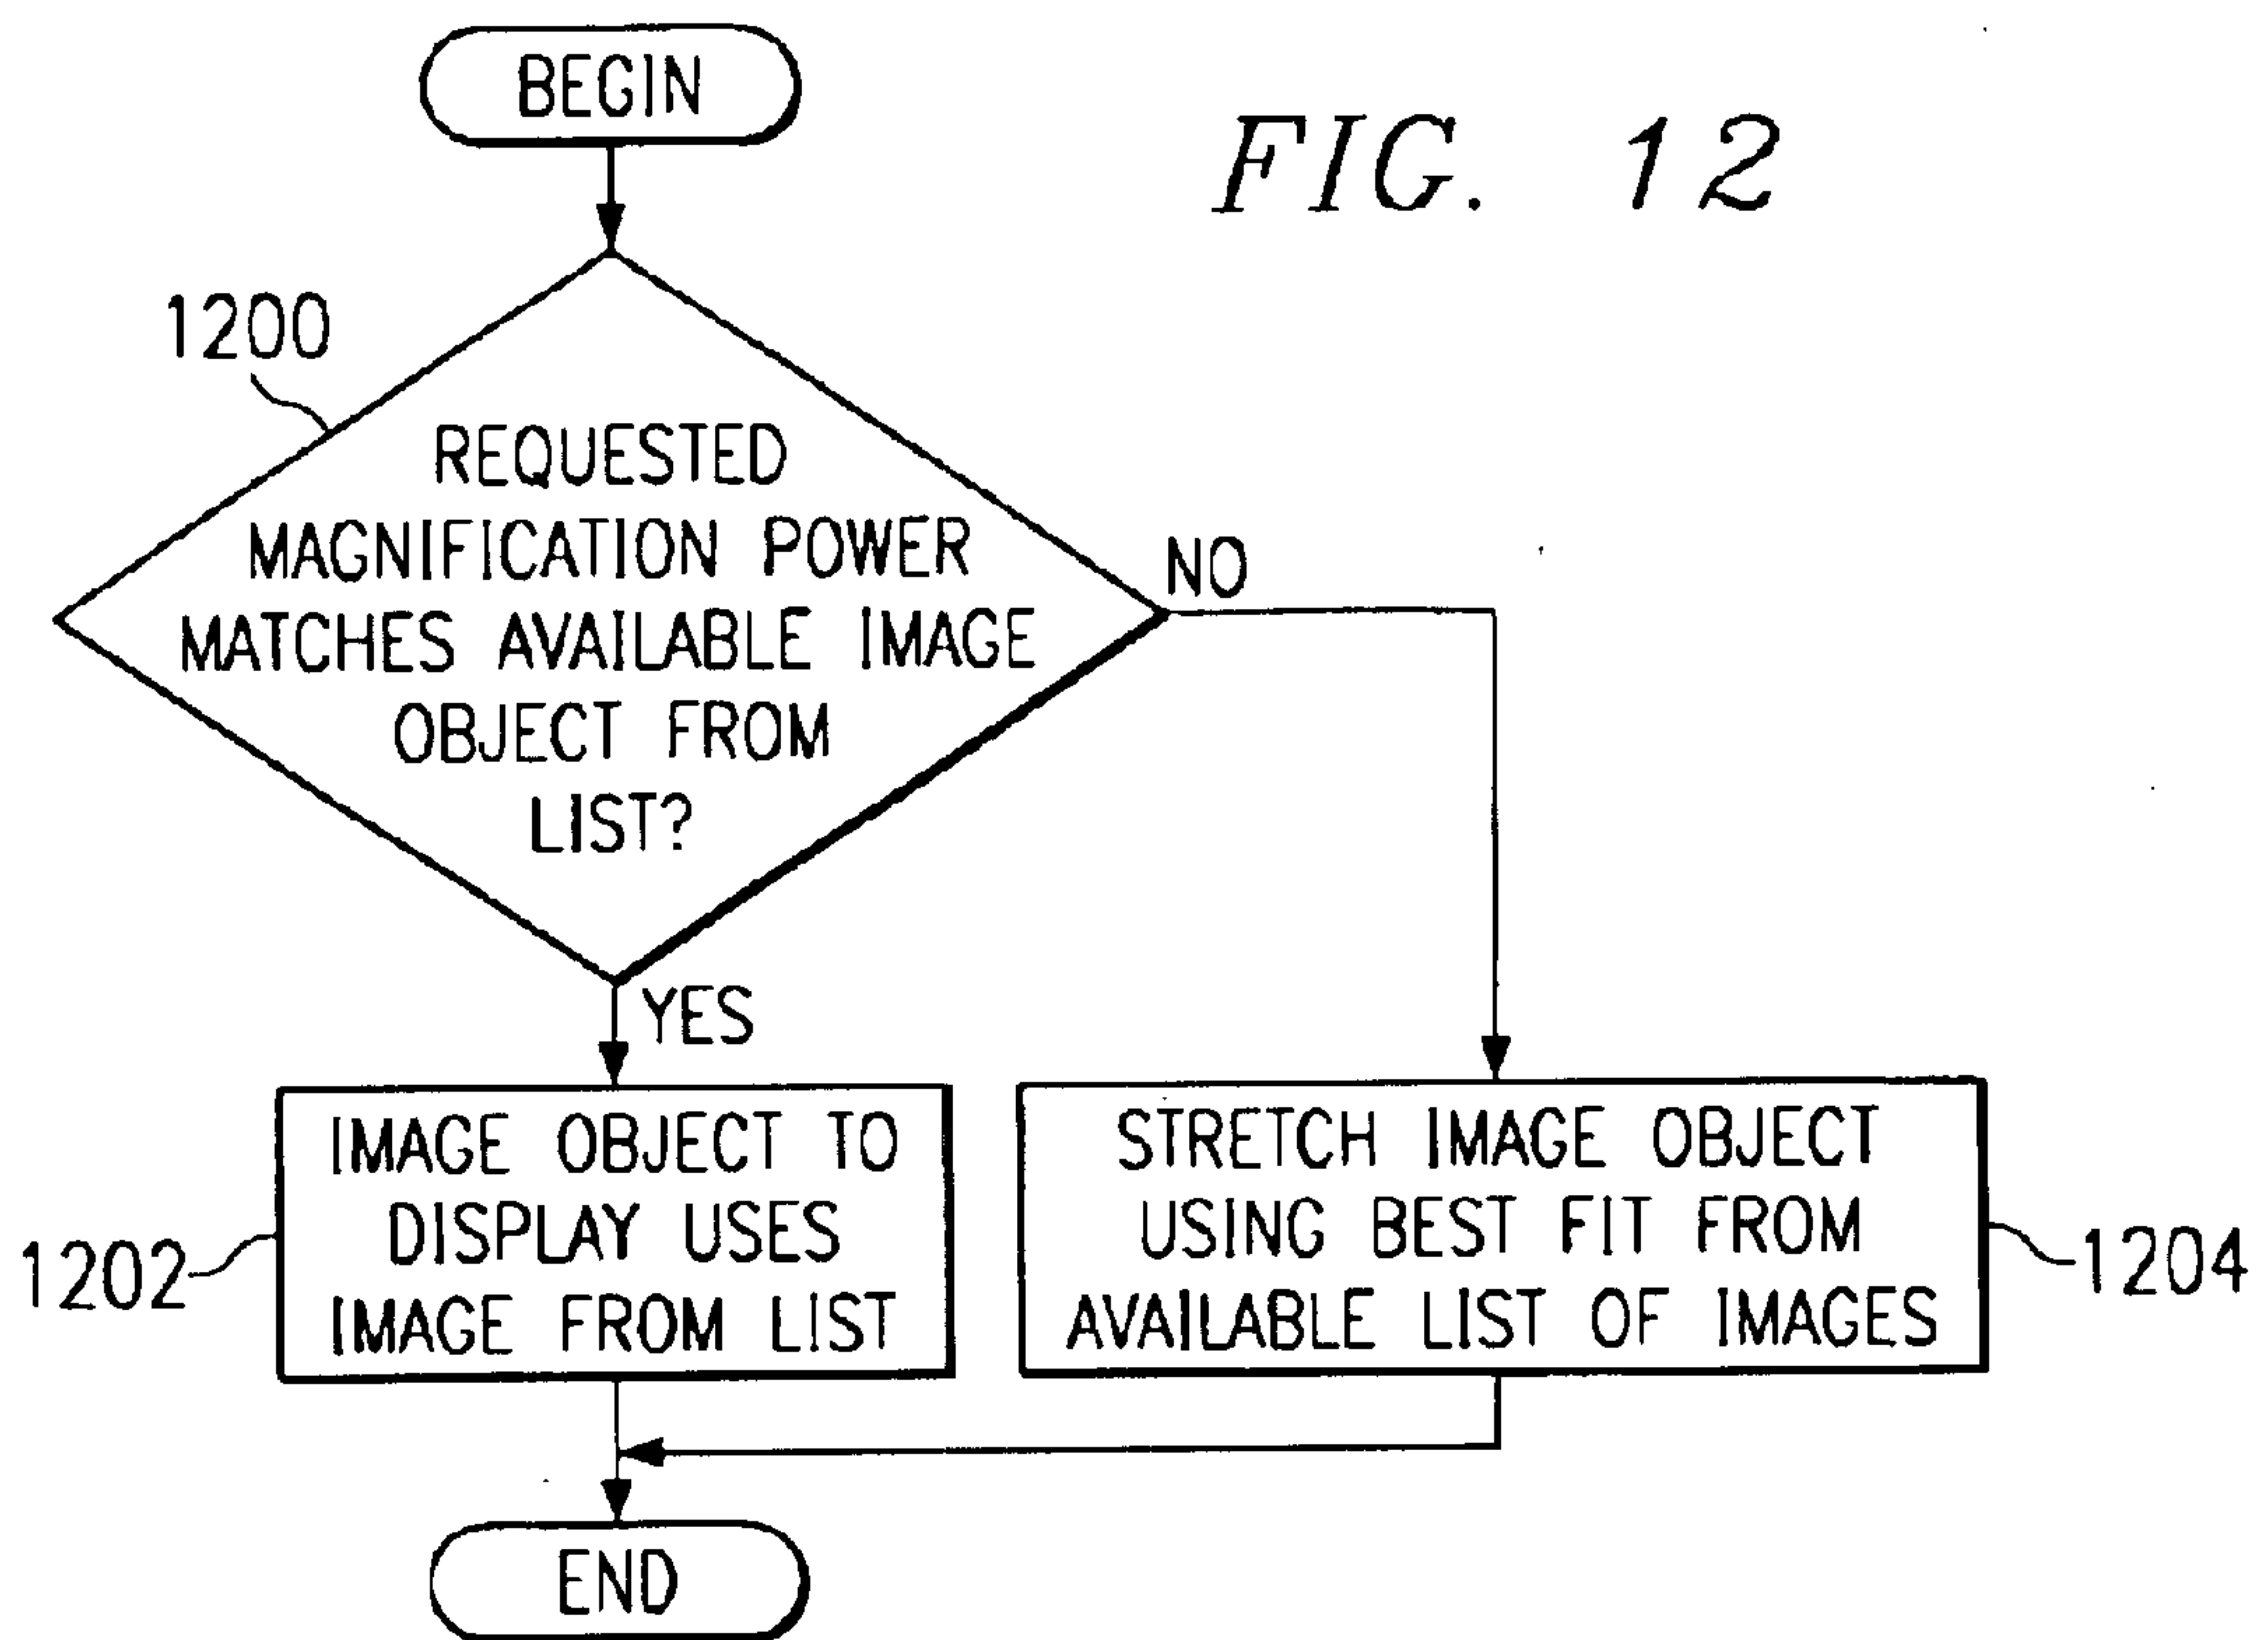 BEGIN
FIG. 12
1200
REQUESTED
MAGNIFICATION POWER
MATCHES AVAILABLE IMAGE
OBJECT FROM
LIST?
NO
YES
IMAGE OBJECT TO
DISPLAY USES
IMAGE FROM LIST
1202
STRETCH IMAGE OBJECT
USING BEST FIT FROM
AVAILABLE LIST OF IMAGES
1204
END